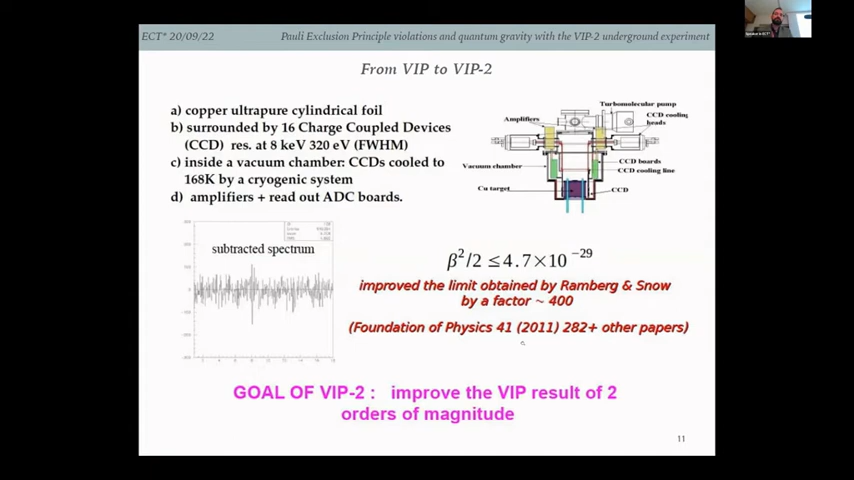 ECT* 20/09/22
Pauli Exclusion Principle violations and quantum gravity with the VIP-2 underground experiment
From VIP to VIP-2
a) copper ultrapure cylindrical foil
b) surrounded by 16 Charge Coupled Devices
(CCD) res. at 8 keV 320 eV (FWHM)
c) inside a vacuum chamber: CCDs cooled to
168K by a cryogenic system
d) amplifiers + read out ADC boards.
Turbomolecular pump
Amplifiers
CCD cooling
heads
Vacuum chamber
CCD boards
CCD cooling line
Cu target
CCD
subtracted spectrum
β²/2 ≤ 4.7×10⁻²⁹
improved the limit obtained by Ramberg & Snow
by a factor ~ 400
(Foundation of Physics 41 (2011) 282+ other papers)
GOAL OF VIP-2 : improve the VIP result of 2
orders of magnitude
11